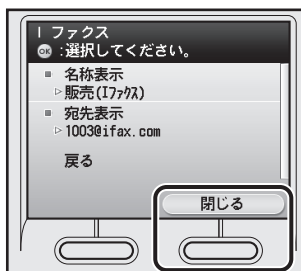 Iファクス
OK:選択してください。
■ 名称表示
▷販売(Iファクス)
■ 宛先表示
▷1003@ifax.com
戻る
閉じる